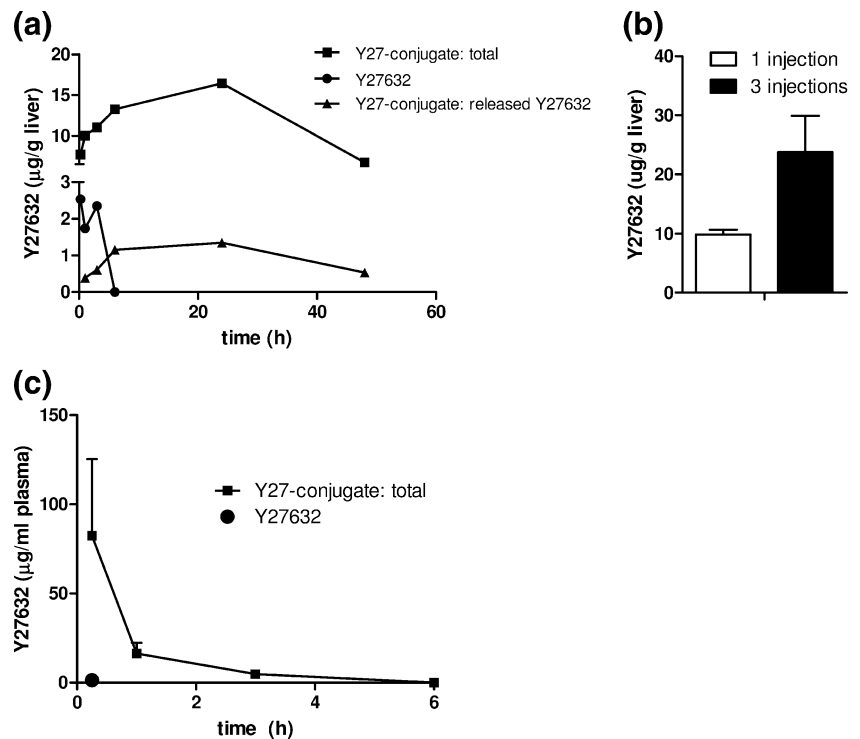 (a)
Y27632 (μg/g liver)
20
15
10
3
2
1
0
0 20 40 60
time (h)
Y27-conjugate: total
Y27632
Y27-conjugate: released Y27632
(b)
Y27632 (ug/g liver)
40
30
20
10
0
1 injection
3 injections
(c)
Y27632 (μg/ml plasma)
150
100
50
0
0 2 4 6
time (h)
Y27-conjugate: total
Y27632